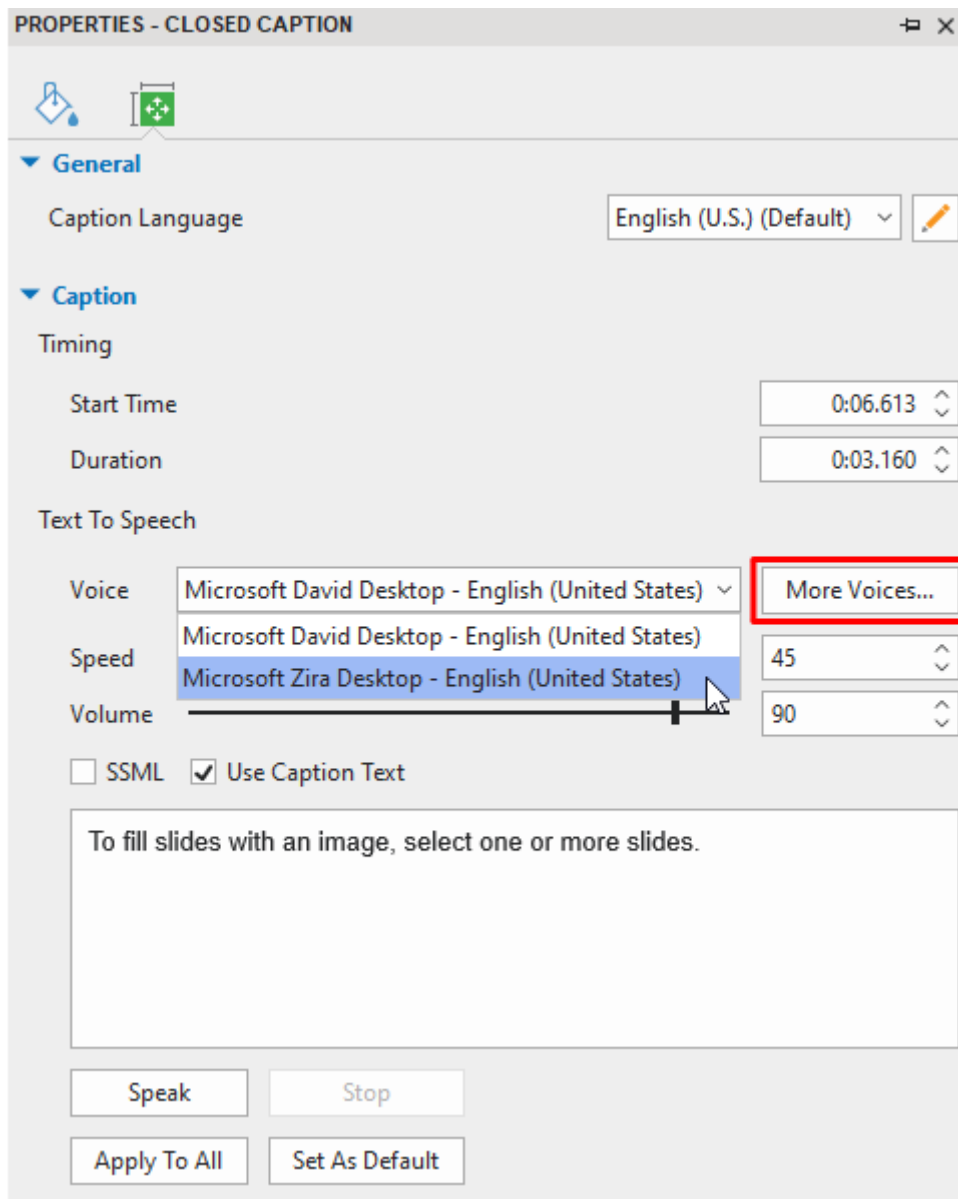 PROPERTIES - CLOSED CAPTION
General
Caption Language English (U.S.) (Default)
Caption
Timing
Start Time 0:06.613
Duration 0:03.160
Text To Speech
Voice Microsoft David Desktop - English (United States) More Voices...
Microsoft David Desktop - English (United States)
Speed 45
Microsoft Zira Desktop - English (United States)
Volume 90
SSML Use Caption Text
To fill slides with an image, select one or more slides.
Speak Stop
Apply To All Set As Default